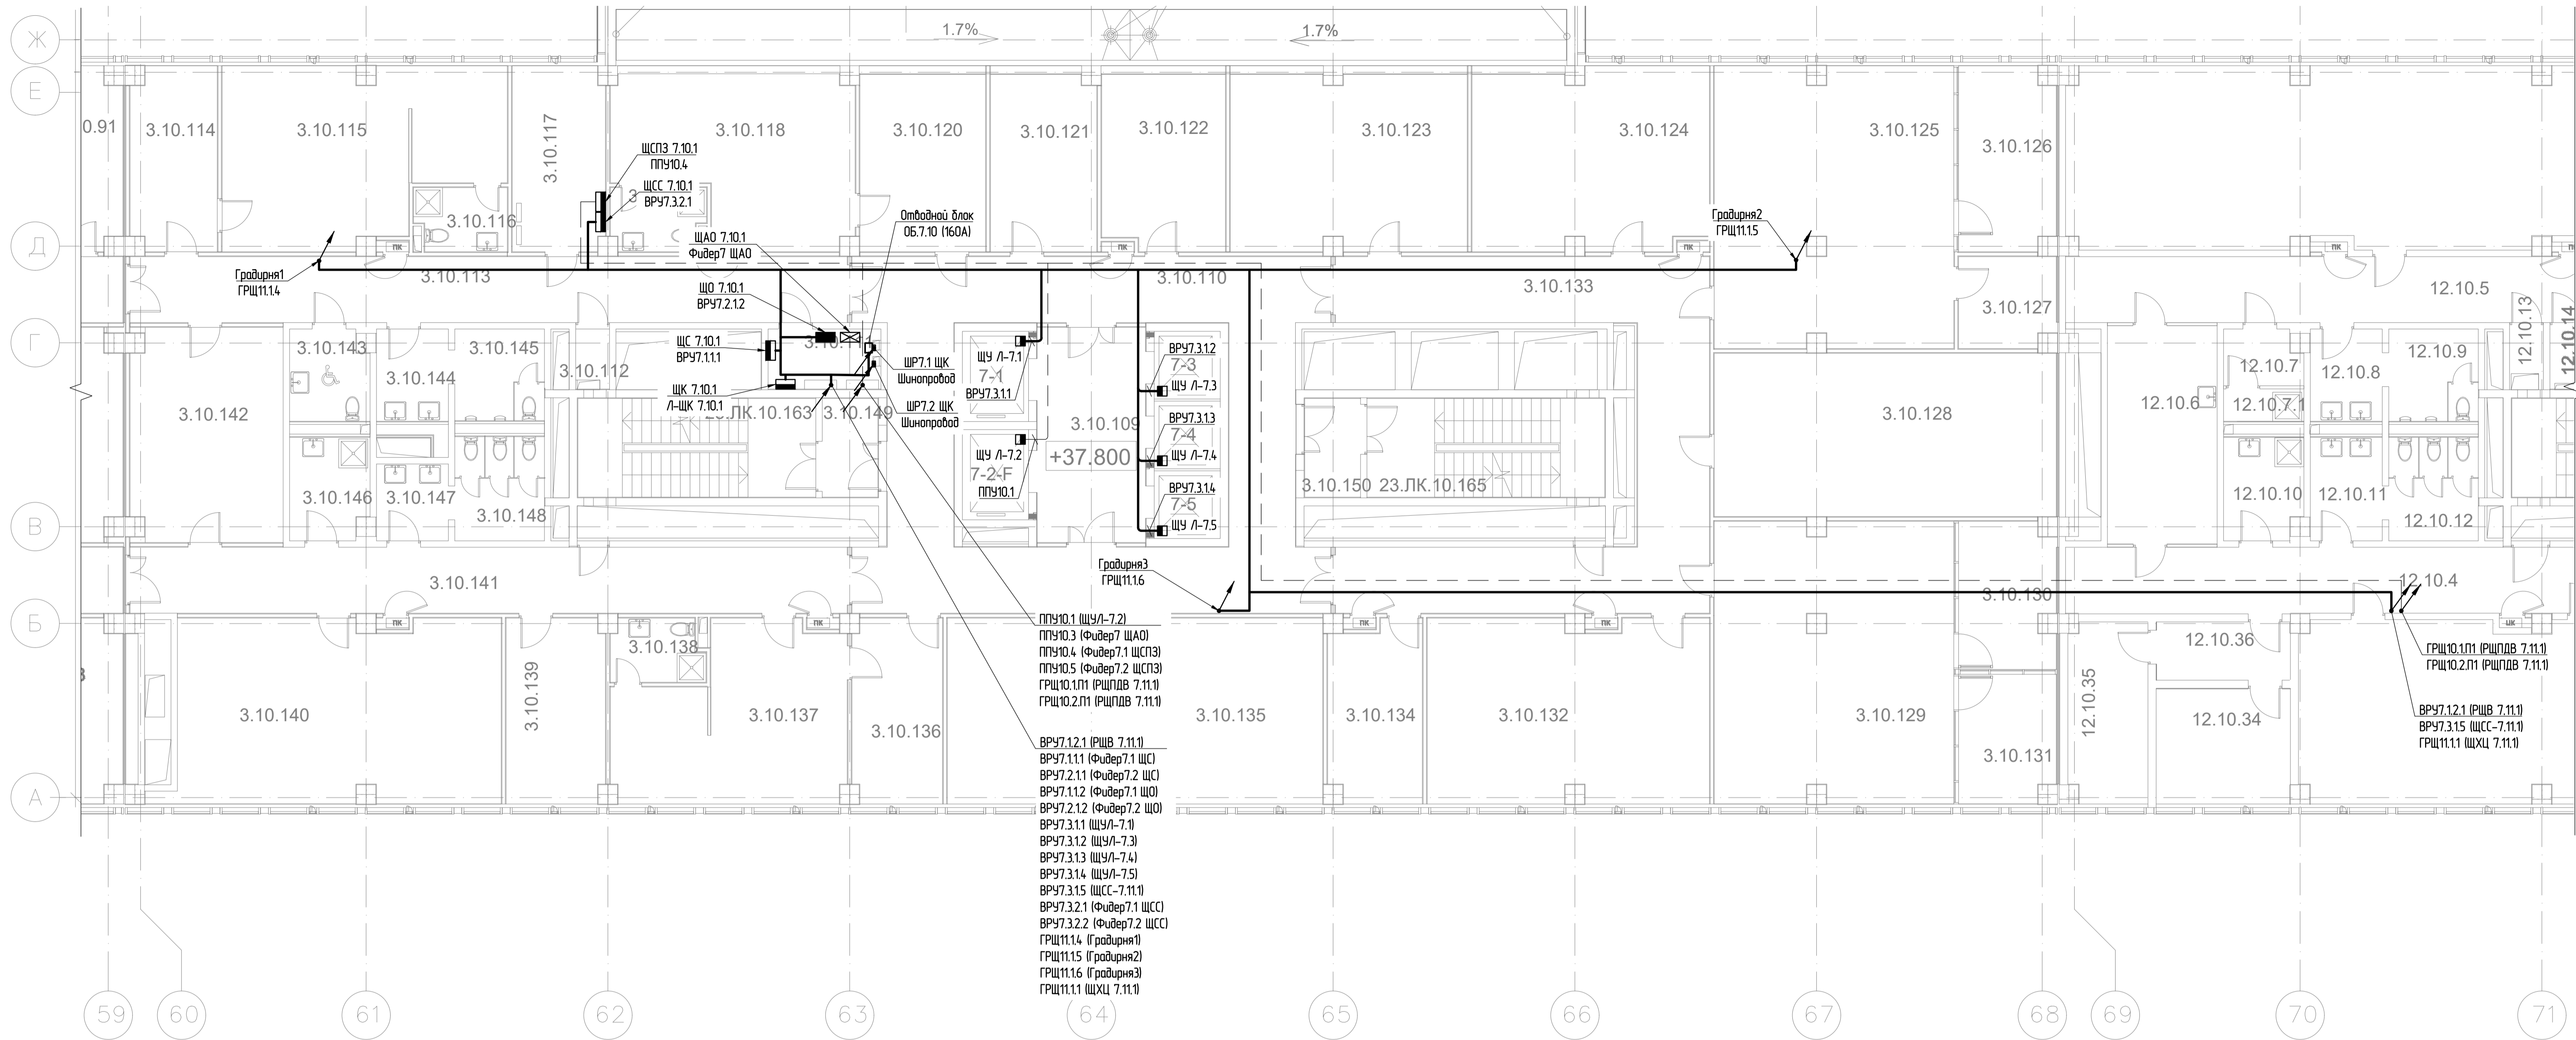 1.7%
1.7%
Ж
Е
Д
Г
В
Б
А
0.91
3.10.114
3.10.115
3.10.116
3.10.117
3.10.118
3.10.120
3.10.121
3.10.122
3.10.123
3.10.124
3.10.125
3.10.126
ЩСПЗ 7.10.1
ППУ10.4
ЩСС 7.10.1
ВРУ7.3.2.1
3
Отводной блок
ОБ.7.10 (160А)
ЩАО 7.10.1
Фидер7 ЩАО
ЩО 7.10.1
ВРУ7.2.1.2
Градирня1
ГРЩ11.1.4
Градирня2
ГРЩ11.1.5
ПК
ПК
ПК
ПК
3.10.113
3.10.110
3.10.133
3.10.127
12.10.5
12.10.13
12.10.14
ЩС 7.10.1
ВРУ7.1.1.1
ЩК 7.10.1
Л-ЩК 7.10.1
ШР7.1 ЩК
Шинопровод
ШР7.2 ЩК
Шинопровод
ЩУ Л-7.1
7-1
ВРУ7.3.1.1
ЩУ Л-7.2
7-2-F
ППУ10.1
ВРУ7.3.1.2
7-3
ЩУ Л-7.3
ВРУ7.3.1.3
7-4
ЩУ Л-7.4
ВРУ7.3.1.4
7-5
ЩУ Л-7.5
3.10.109
+37.800
3.10.142
3.10.143
3.10.144
3.10.145
3.10.112
3.10.146
3.10.147
3.10.148
.ЛК.10.163
3.10.149
3.10.150
23.ЛК.10.165
3.10.128
12.10.6
12.10.7
12.10.7.1
12.10.8
12.10.9
12.10.10
12.10.11
12.10.12
3.10.141
Градирня3
ГРЩ11.1.6
3.10.130
12.10.4
ПК
ПК
ПК
ПК
ПК
3.10.140
3.10.139
3.10.138
3.10.137
3.10.136
3.10.135
3.10.134
3.10.132
3.10.129
3.10.131
12.10.35
12.10.36
12.10.34
ППУ10.1 (ЩУЛ-7.2)
ППУ10.3 (Фидер7 ЩАО)
ППУ10.4 (Фидер7.1 ЩСПЗ)
ППУ10.5 (Фидер7.2 ЩСПЗ)
ГРЩ10.1.П1 (РЩПДВ 7.11.1)
ГРЩ10.2.П1 (РЩПДВ 7.11.1)
ВРУ7.1.2.1 (РЩВ 7.11.1)
ВРУ7.1.1.1 (Фидер7.1 ЩС)
ВРУ7.2.1.1 (Фидер7.2 ЩС)
ВРУ7.1.1.2 (Фидер7.1 ЩО)
ВРУ7.2.1.2 (Фидер7.2 ЩО)
ВРУ7.3.1.1 (ЩУЛ-7.1)
ВРУ7.3.1.2 (ЩУЛ-7.3)
ВРУ7.3.1.3 (ЩУЛ-7.4)
ВРУ7.3.1.4 (ЩУЛ-7.5)
ВРУ7.3.1.5 (ЩСС-7.11.1)
ВРУ7.3.2.1 (Фидер7.1 ЩСС)
ВРУ7.3.2.2 (Фидер7.2 ЩСС)
ГРЩ11.1.4 (Градирня1)
ГРЩ11.1.5 (Градирня2)
ГРЩ11.1.6 (Градирня3)
ГРЩ11.1.1 (ЩХЦ 7.11.1)
ГРЩ10.1.П1 (РЩПДВ 7.11.1)
ГРЩ10.2.П1 (РЩПДВ 7.11.1)
ВРУ7.1.2.1 (РЩВ 7.11.1)
ВРУ7.3.1.5 (ЩСС-7.11.1)
ГРЩ11.1.1 (ЩХЦ 7.11.1)
59
60
61
62
63
64
65
66
67
68
69
70
71